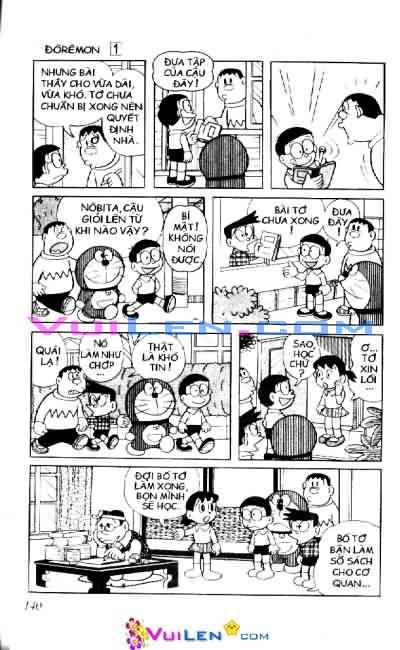 ĐÔRÊMON 1
NHƯNG BÀI
THẦY CHO VỪA DÀI,
VỪA KHÓ. TỚ CHƯA
CHUẨN BỊ XONG NÊN
QUYẾT
ĐỊNH
NHÀ.
ĐƯA TẬP
CỦA CẬU
ĐÂY!
NÔBITA, CẬU
GIỎI LÊN TỪ
KHI NÀO VẬY?
BÍ
MẬT!
KHÔNG
NÓI
ĐƯỢC.
BÀI TỚ
CHƯA XONG
!
ĐƯA
ĐÂY!
VUILEN.COM
QUÁI
LẠ!
NÓ
LÀM NHƯ
CHỚP...
THẬT
LÀ KHÓ
TIN!
SAO,
HỌC
CHỨ
?
Ơ...
TỚ
XIN
LỖI
...
ĐỢI BỐ TỚ
LÀM XONG,
BỌN MÌNH
SẼ HỌC.
BỐ TỚ
BẬN LÀM
SỔ SÁCH
CHO CƠ
QUAN...
140
VUILEN.COM